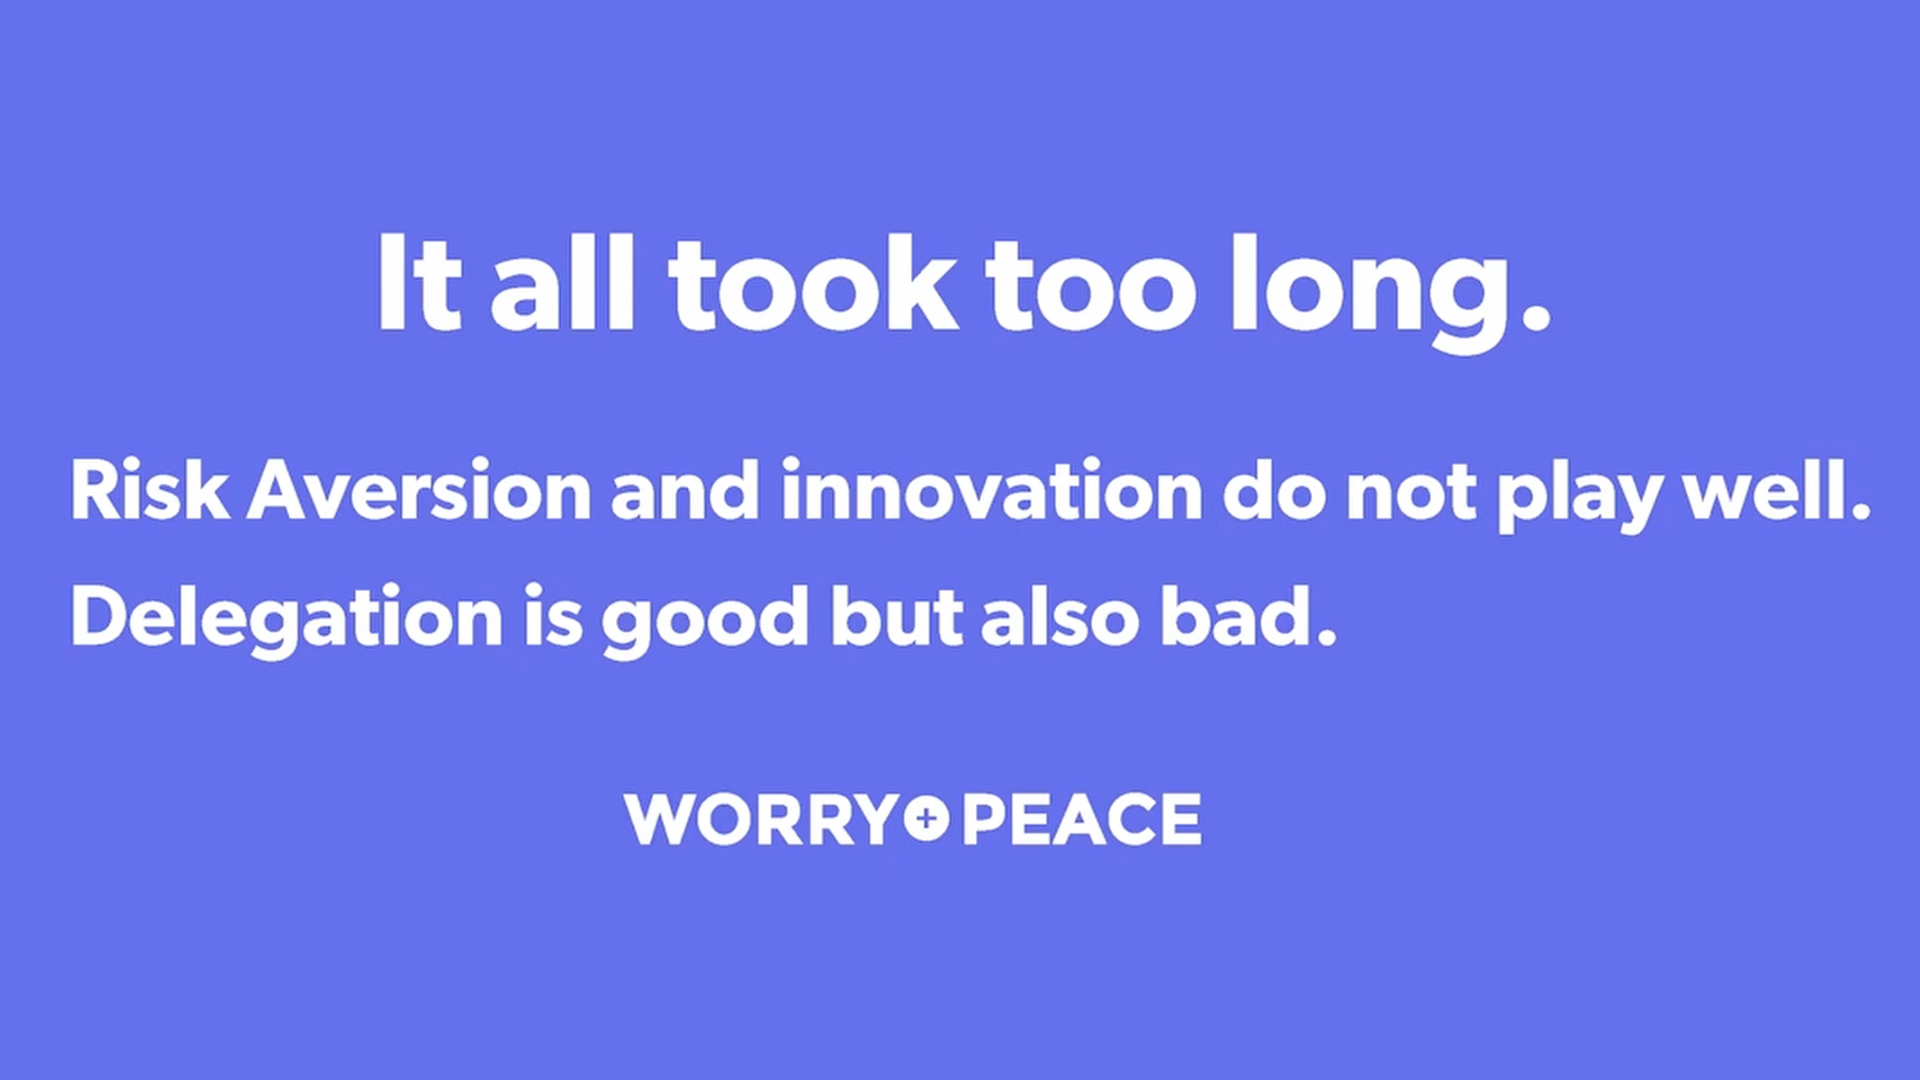 It all took too long.
Risk Aversion and innovation do not play well.
Delegation is good but also bad.
WORRY+PEACE